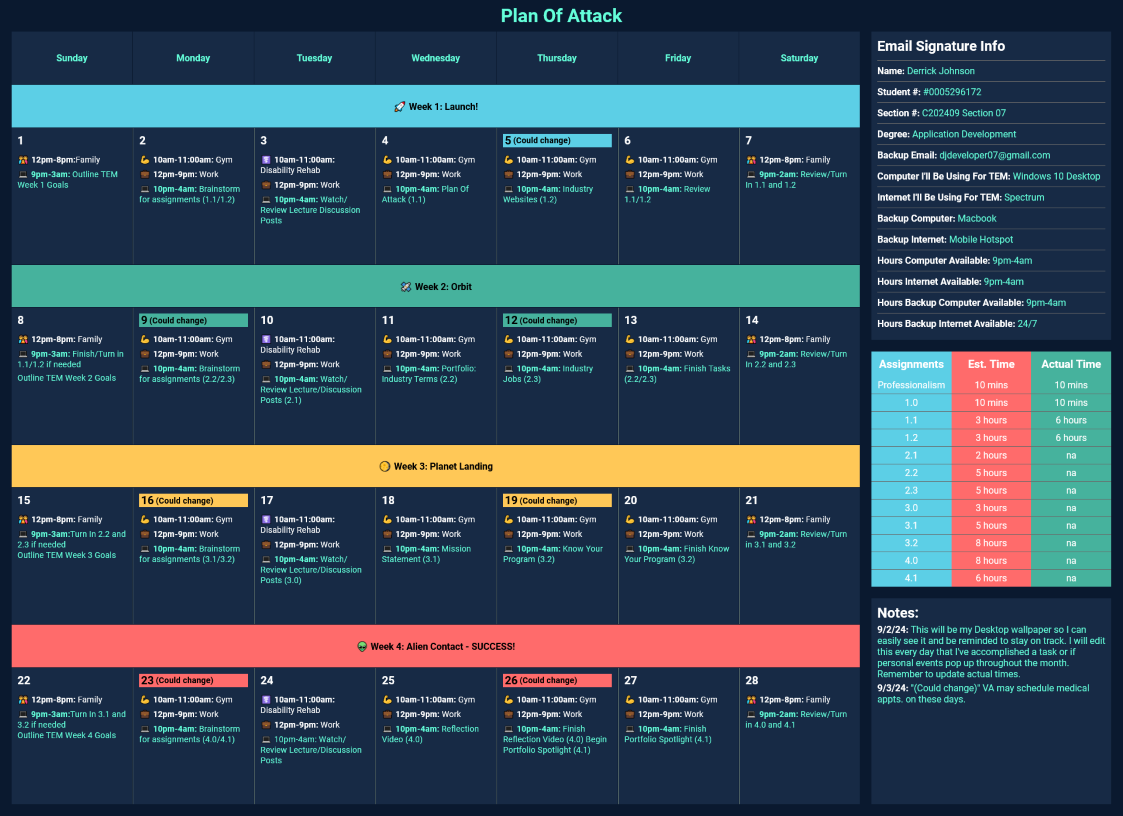 Plan Of Attack
Sunday
Monday
Tuesday
Wednesday
Thursday
Friday
Saturday
🚀 Week 1: Launch!
1
12pm-8pm:Family
9pm-3am: Outline TEM
Week 1 Goals
2
10am-11:00am: Gym
12pm-9pm: Work
10pm-4am: Brainstorm
for assignments (1.1/1.2)
3
10am-11:00am:
Disability Rehab
12pm-9pm: Work
10pm-4am: Watch/
Review Lecture Discussion
Posts
4
10am-11:00am: Gym
12pm-9pm: Work
10pm-4am: Plan Of
Attack (1.1)
5 (Could change)
10am-11:00am: Gym
12pm-9pm: Work
10pm-4am: Industry
Websites (1.2)
6
10am-11:00am: Gym
12pm-9pm: Work
10pm-4am: Review
1.1/1.2
7
12pm-8pm: Family
9pm-2am: Review/Turn
In 1.1 and 1.2
Week 2: Orbit
8
12pm-8pm: Family
9pm-3am: Finish/Turn in
1.1/1.2 if needed
Outline TEM Week 2 Goals
9 (Could change)
10am-11:00am: Gym
12pm-9pm: Work
10pm-4am: Brainstorm
for assignments (2.2/2.3)
10
10am-11:00am:
Disability Rehab
12pm-9pm: Work
10pm-4am: Watch/
Review Lecture/Discussion
Posts (2.1)
11
10am-11:00am: Gym
12pm-9pm: Work
10pm-4am: Portfolio:
Industry Terms (2.2)
12 (Could change)
10am-11:00am: Gym
12pm-9pm: Work
10pm-4am: Industry
Jobs (2.3)
13
10am-11:00am: Gym
12pm-9pm: Work
10pm-4am: Finish Tasks
(2.2/2.3)
14
12pm-8pm: Family
9pm-2am: Review/Turn
In 2.2 and 2.3
Week 3: Planet Landing
15
12pm-8pm: Family
9pm-3am:Turn In 2.2 and
2.3 if needed
Outline TEM Week 3 Goals
16 (Could change)
10am-11:00am: Gym
12pm-9pm: Work
10pm-4am: Brainstorm
for assignments (3.1/3.2)
17
10am-11:00am:
Disability Rehab
12pm-9pm: Work
10pm-4am: Watch/
Review Lecture/Discussion
Posts (3.0)
18
10am-11:00am: Gym
12pm-9pm: Work
10pm-4am: Mission
Statement (3.1)
19 (Could change)
10am-11:00am: Gym
12pm-9pm: Work
10pm-4am: Know Your
Program (3.2)
20
10am-11:00am: Gym
12pm-9pm: Work
10pm-4am: Finish Know
Your Program (3.2)
21
12pm-8pm: Family
9pm-2am: Review/Turn
in 3.1 and 3.2
Week 4: Alien Contact - SUCCESS!
22
12pm-8pm: Family
9pm-3am:Turn In 3.1 and
3.2 if needed
Outline TEM Week 4 Goals
23 (Could change)
10am-11:00am: Gym
12pm-9pm: Work
10pm-4am: Brainstorm
for assignments (4.0/4.1)
24
10am-11:00am:
Disability Rehab
12pm-9pm: Work
10pm-4am: Watch/
Review Lecture/Discussion
Posts
25
10am-11:00am: Gym
12pm-9pm: Work
10pm-4am: Reflection
Video (4.0)
26 (Could change)
10am-11:00am: Gym
12pm-9pm: Work
10pm-4am: Finish
Reflection Video (4.0) Begin
Portfolio Spotlight (4.1)
27
10am-11:00am: Gym
12pm-9pm: Work
10pm-4am: Finish
Portfolio Spotlight (4.1)
28
12pm-8pm: Family
9pm-2am: Review/Turn
in 4.0 and 4.1
Email Signature Info
Name: Derrick Johnson
Student #: #0005296172
Section #: C202409 Section 07
Degree: Application Development
Backup Email: djdeveloper07@gmail.com
Computer I'll Be Using For TEM: Windows 10 Desktop
Internet I'll Be Using For TEM: Spectrum
Backup Computer: Macbook
Backup Internet: Mobile Hotspot
Hours Computer Available: 9pm-4am
Hours Internet Available: 9pm-4am
Hours Backup Computer Available: 9pm-4am
Hours Backup Internet Available: 24/7
Assignments Est. Time Actual Time
Professionalism 10 mins 10 mins
1.0 10 mins 10 mins
1.1 3 hours 6 hours
1.2 3 hours 6 hours
2.1 2 hours na
2.2 5 hours na
2.3 5 hours na
3.0 3 hours na
3.1 5 hours na
3.2 8 hours na
4.0 8 hours na
4.1 6 hours na
Notes:
9/2/24: This will be my Desktop wallpaper so I can
easily see it and be reminded to stay on track. I will edit
this every day that I've accomplished a task or if
personal events pop up throughout the month.
Remember to update actual times.
9/3/24: "(Could change)" VA may schedule medical
appts. on these days.